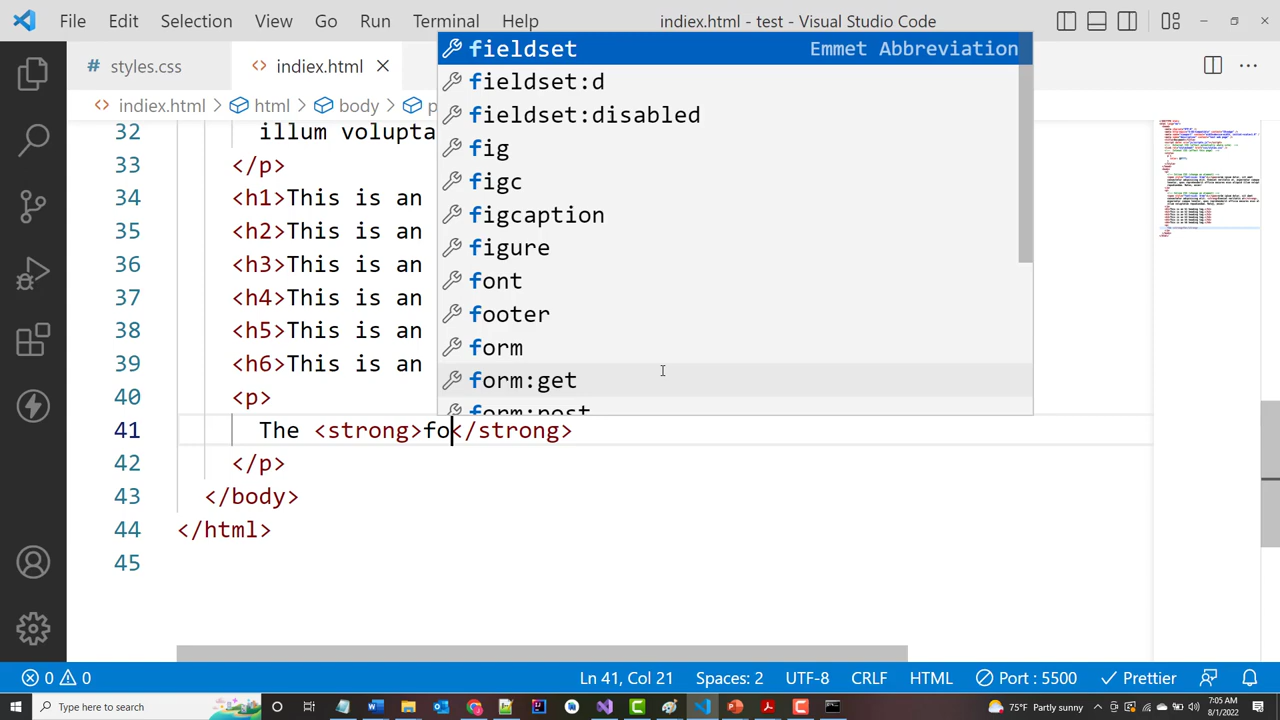 File Edit Selection View Go Run Terminal Help indiex.html - test - Visual Studio Code
# styles.css <> indiex.html
<> indiex.html > html > body > p
fieldset Emmet Abbreviation
fieldset:d
fieldset:disabled
fig
figc
figcaption
figure
font
footer
form
form:get
form:post
32 illum volupta
33 </p>
34 <h1>This is an
35 <h2>This is an
36 <h3>This is an
37 <h4>This is an
38 <h5>This is an
39 <h6>This is an
40 <p>
41 The <strong>fo</strong>
42 </p>
43 </body>
44 </html>
45
0 0 Ln 41, Col 21 Spaces: 2 UTF-8 CRLF HTML Port : 5500 Prettier
Type here to search 75°F Partly sunny 7:05 AM
8/1/2022